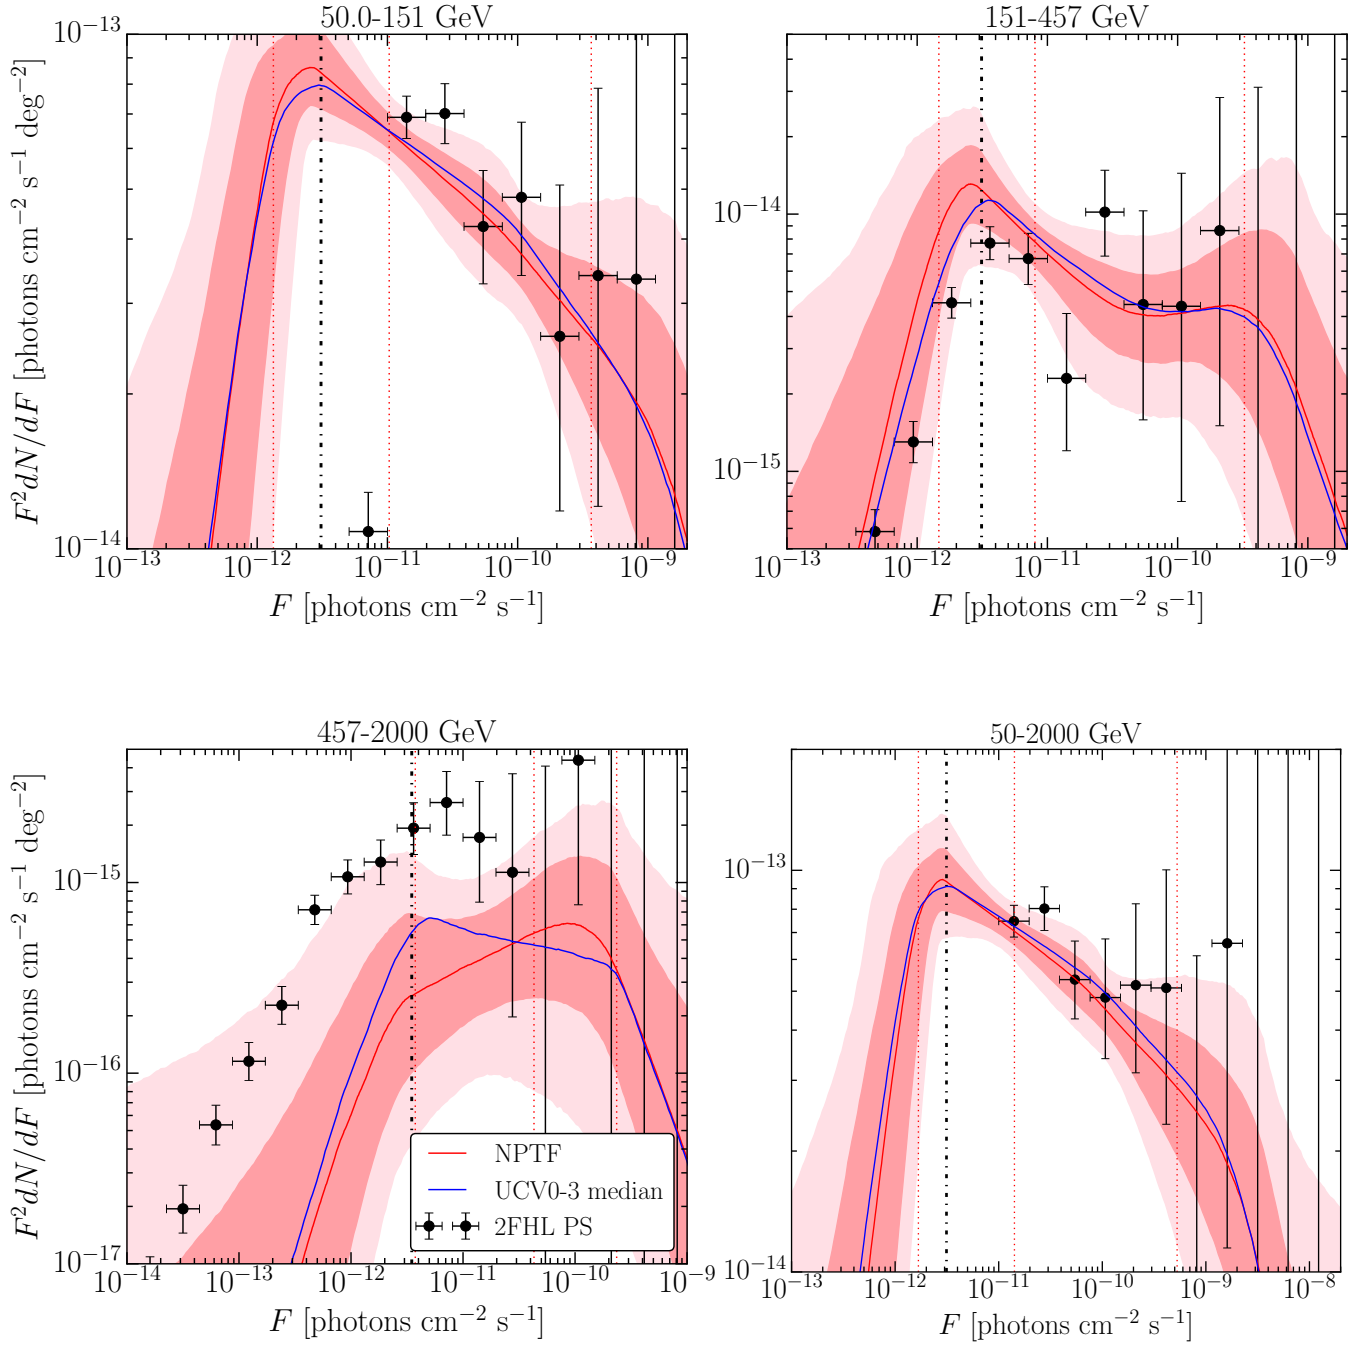 50.0-151 GeV
151-457 GeV
F²dN/dF [photons cm⁻² s⁻¹ deg⁻²]
10⁻¹³
10⁻¹⁴
10⁻¹⁴
10⁻¹⁵
10⁻¹³ 10⁻¹² 10⁻¹¹ 10⁻¹⁰ 10⁻⁹
10⁻¹³ 10⁻¹² 10⁻¹¹ 10⁻¹⁰ 10⁻⁹
F [photons cm⁻² s⁻¹]
F [photons cm⁻² s⁻¹]
457-2000 GeV
50-2000 GeV
F²dN/dF [photons cm⁻² s⁻¹ deg⁻²]
10⁻¹⁵
10⁻¹⁶
10⁻¹⁷
10⁻¹³
10⁻¹⁴
NPTF
UCV0-3 median
2FHL PS
10⁻¹⁴ 10⁻¹³ 10⁻¹² 10⁻¹¹ 10⁻¹⁰ 10⁻⁹
10⁻¹³ 10⁻¹² 10⁻¹¹ 10⁻¹⁰ 10⁻⁹ 10⁻⁸
F [photons cm⁻² s⁻¹]
F [photons cm⁻² s⁻¹]